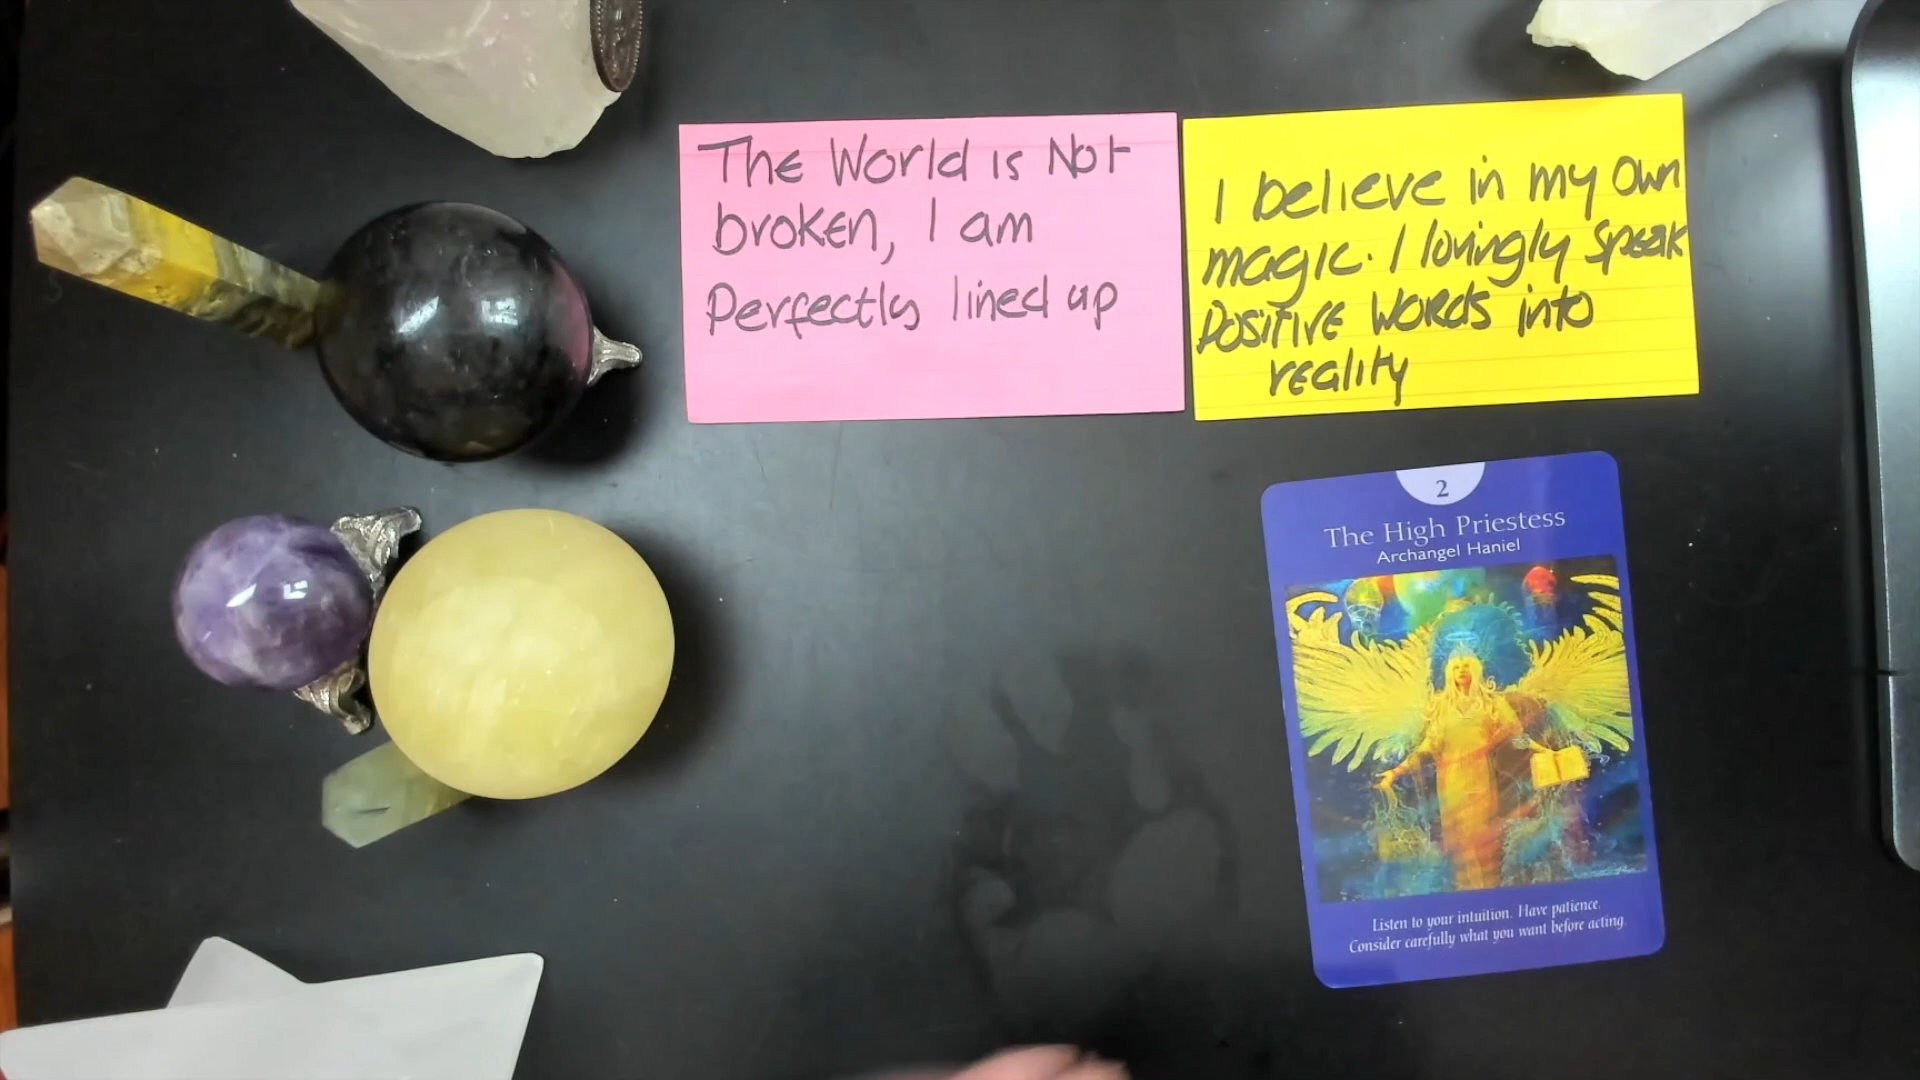 The World is Not
broken, I am
Perfectly lined up
I believe in my own
magic. I lovingly speak
Positive words into
reality
2
The High Priestess
Archangel Haniel
Listen to your intuition. Have patience.
Consider carefully what you want before acting.